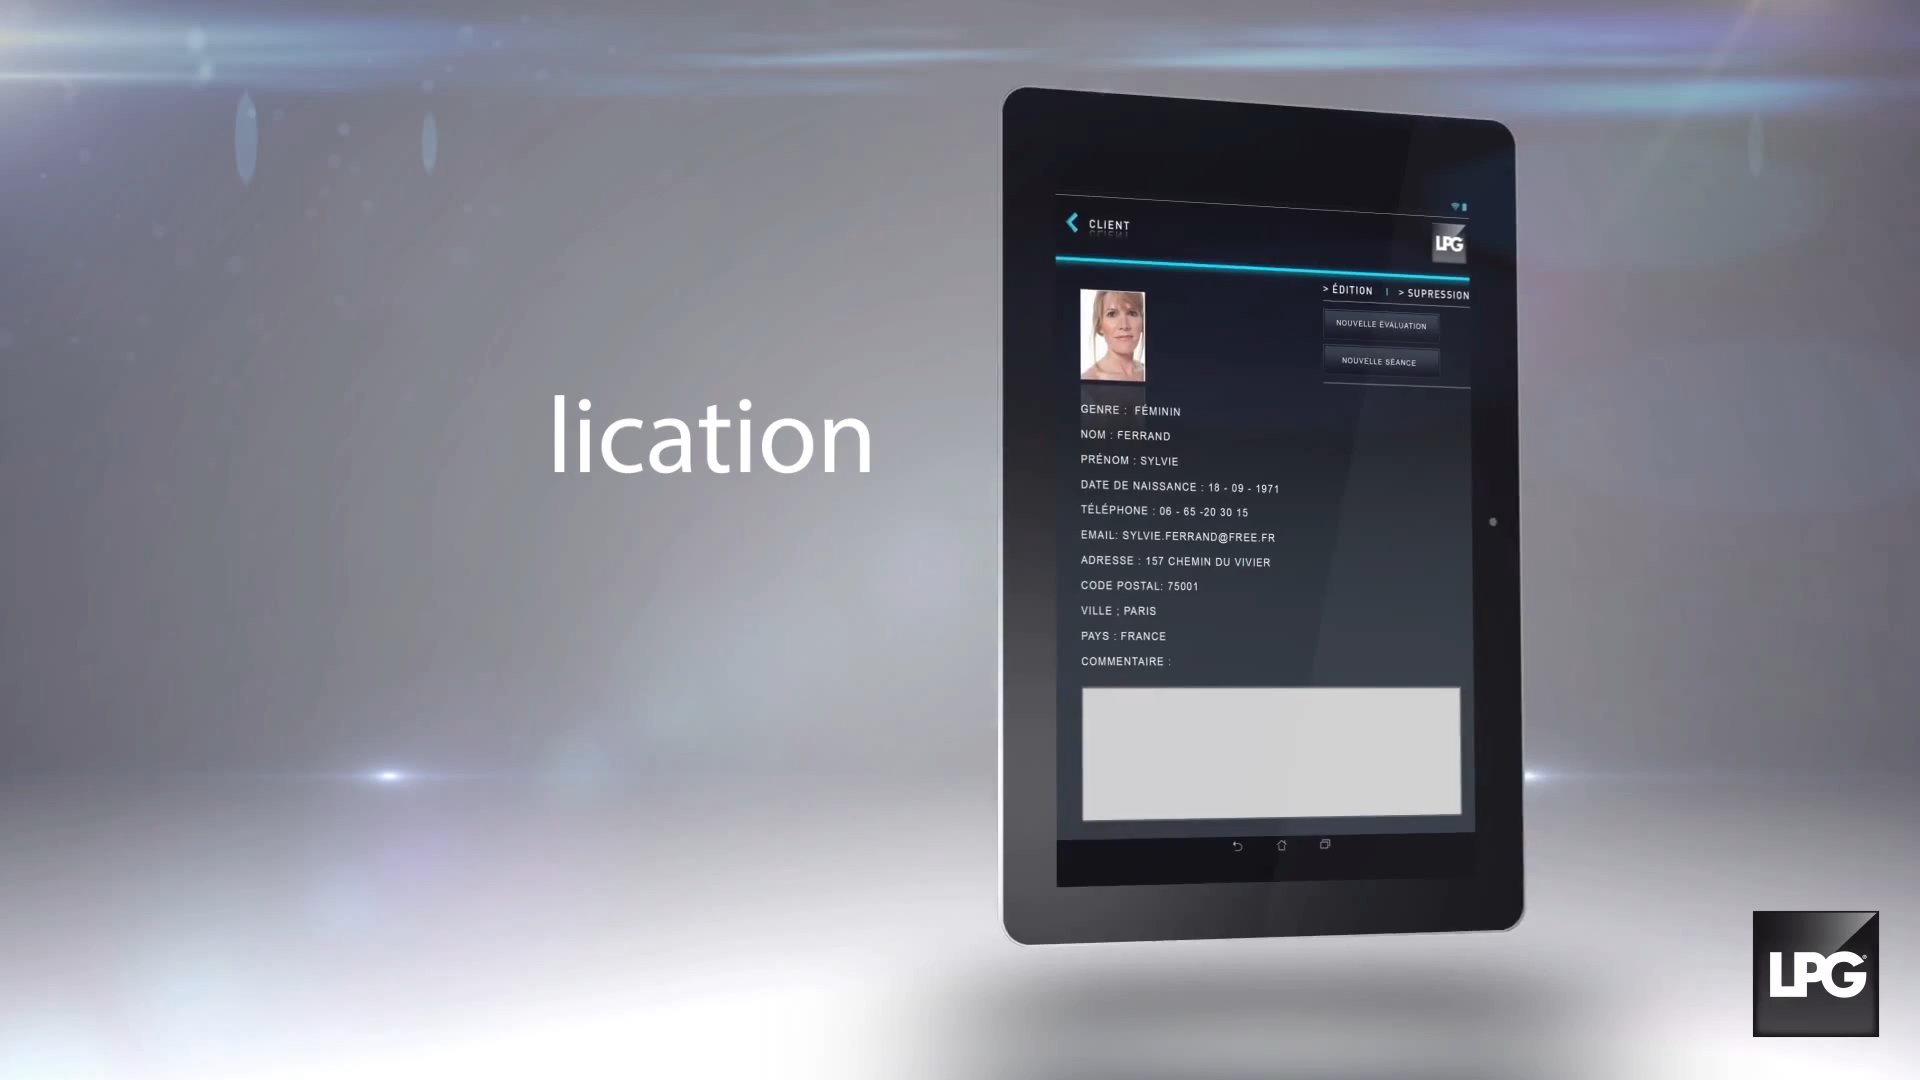 lication
CLIENT
LPG
> ÉDITION | > SUPRESSION
NOUVELLE ÉVALUATION
NOUVELLE SÉANCE
GENRE : FÉMININ
NOM : FERRAND
PRÉNOM : SYLVIE
DATE DE NAISSANCE : 18 - 09 - 1971
TÉLÉPHONE : 06 - 65 -20 30 15
EMAIL: SYLVIE.FERRAND@FREE.FR
ADRESSE : 157 CHEMIN DU VIVIER
CODE POSTAL: 75001
VILLE ; PARIS
PAYS : FRANCE
COMMENTAIRE :
LPG®